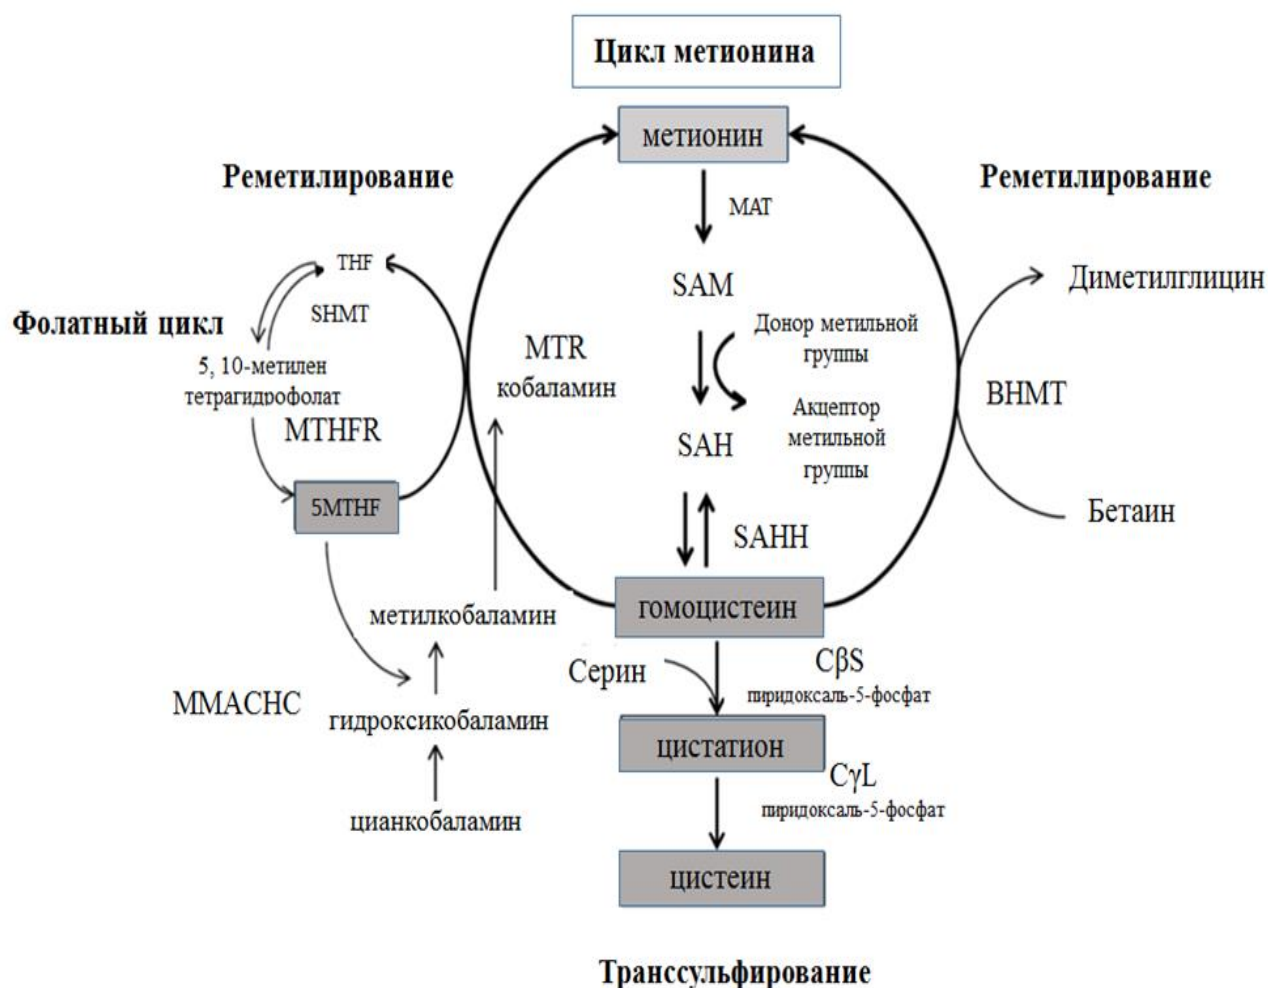 Цикл метионина
метионин
Реметилирование
Реметилирование
MAT
THF
SAM
Диметилглицин
SHMT
Фолатный цикл
Донор метильной
группы
MTR
кобаламин
5, 10-метилен
тетрагидрофолат
MTHFR
BHMT
Акцептор
метильной
группы
SAH
5MTHF
Бетаин
SAHH
гомоцистеин
метилкобаламин
Серин
CβS
пиридоксаль-5-фосфат
MMACHC
гидроксикобаламин
цистатион
CγL
пиридоксаль-5-фосфат
цианкобаламин
цистеин
Транссульфирование